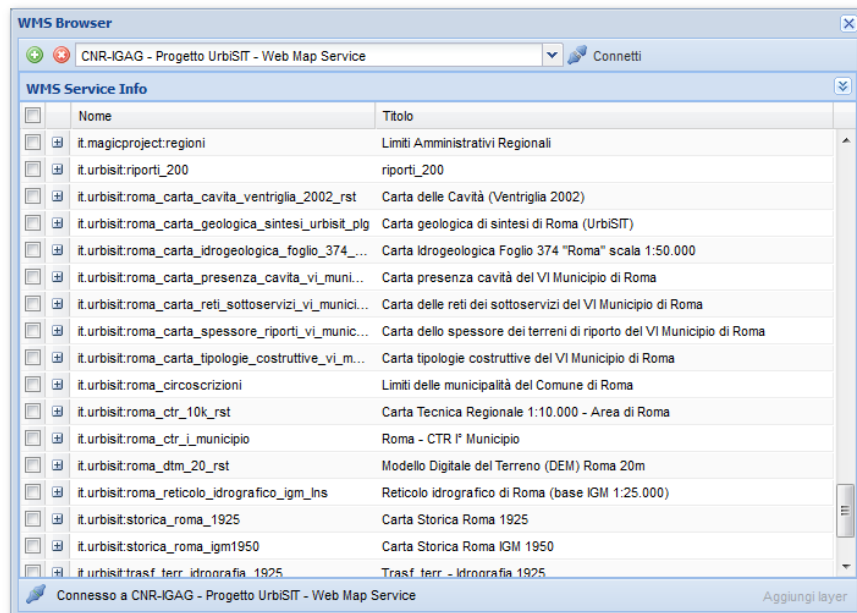 WMS Browser
CNR-IGAG - Progetto UrbiSIT - Web Map Service Connetti
WMS Service Info
Nome Titolo
it.magicproject:regioni Limiti Amministrativi Regionali
it.urbisit:riporti_200 riporti_200
it.urbisit:roma_carta_cavita_ventriglia_2002_rst Carta delle Cavità (Ventriglia 2002)
it.urbisit:roma_carta_geologica_sintesi_urbisit_plg Carta geologica di sintesi di Roma (UrbiSIT)
it.urbisit:roma_carta_idrogeologica_foglio_374_... Carta Idrogeologica Foglio 374 "Roma" scala 1:50.000
it.urbisit:roma_carta_presenza_cavita_vi_muni... Carta presenza cavità del VI Municipio di Roma
it.urbisit:roma_carta_reti_sottoservizi_vi_munici... Carta delle reti dei sottoservizi del VI Municipio di Roma
it.urbisit:roma_carta_spessore_riporti_vi_munic... Carta dello spessore dei terreni di riporto del VI Municipio di Roma
it.urbisit:roma_carta_tipologie_costruttive_vi_m... Carta tipologie costruttive del VI Municipio di Roma
it.urbisit:roma_circoscrizioni Limiti delle municipalità del Comune di Roma
it.urbisit:roma_ctr_10k_rst Carta Tecnica Regionale 1:10.000 - Area di Roma
it.urbisit:roma_ctr_i_municipio Roma - CTR I° Municipio
it.urbisit:roma_dtm_20_rst Modello Digitale del Terreno (DEM) Roma 20m
it.urbisit:roma_reticolo_idrografico_igm_lns Reticolo idrografico di Roma (base IGM 1:25.000)
it.urbisit:storica_roma_1925 Carta Storica Roma 1925
it.urbisit:storica_roma_igm1950 Carta Storica Roma IGM 1950
it.urbisit:trasf_terr_idrografia_1925 Trasf. terr. - Idrografia 1925
Connesso a CNR-IGAG - Progetto UrbiSIT - Web Map Service Aggiungi layer